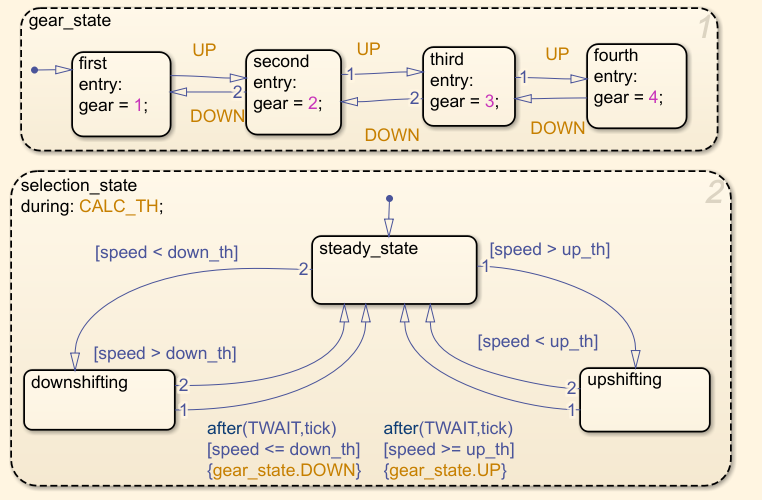 gear_state
1
first
entry:
gear = 1;
UP
2
DOWN
second
entry:
gear = 2;
UP
1
2
DOWN
third
entry:
gear = 3;
UP
1
DOWN
fourth
entry:
gear = 4;
selection_state
during: CALC_TH;
2
steady_state
[speed < down_th]
2
[speed > up_th]
1
[speed > down_th]
[speed < up_th]
downshifting
2
1
upshifting
2
1
after(TWAIT,tick)
[speed <= down_th]
{gear_state.DOWN}
after(TWAIT,tick)
[speed >= up_th]
{gear_state.UP}